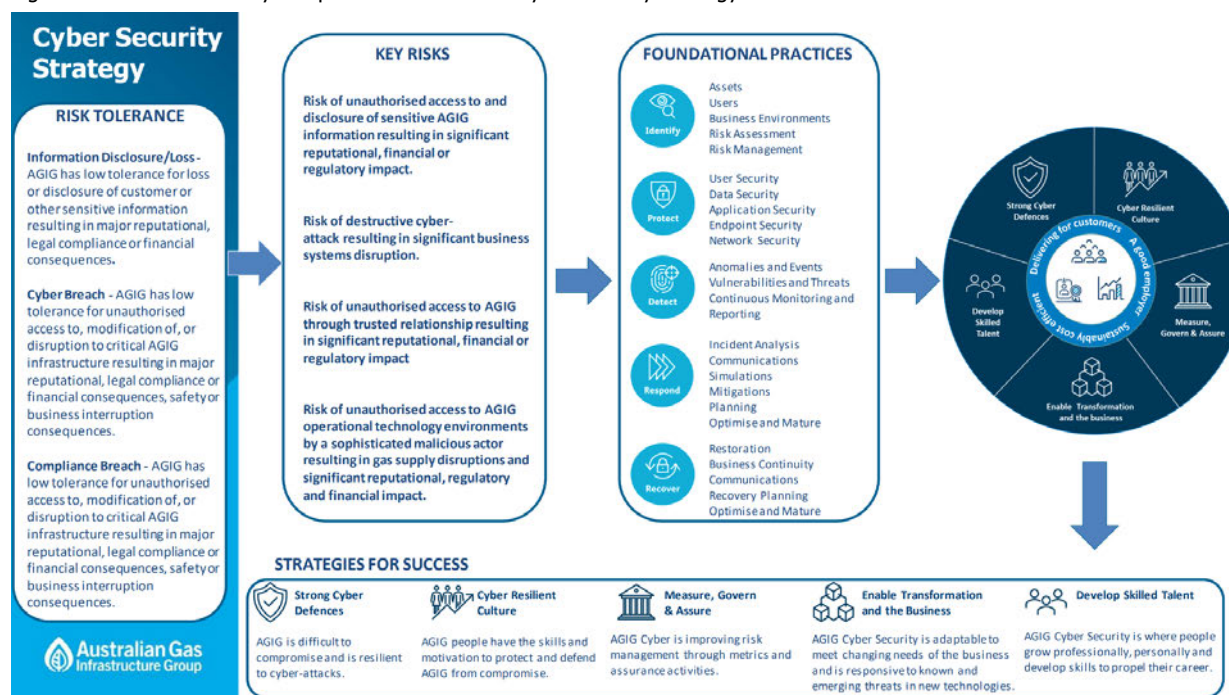 Cyber Security
Strategy
RISK TOLERANCE
Information Disclosure/Loss -
AGIG has low tolerance for loss
or disclosure of customer or
other sensitive information
resulting in major reputational,
legal compliance or financial
consequences.
Cyber Breach - AGIG has low
tolerance for unauthorised
access to, modification of, or
disruption to critical AGIG
infrastructure resulting in major
reputational, legal compliance or
financial consequences, safety or
business interruption
consequences.
Compliance Breach - AGIG has
low tolerance for unauthorised
access to, modification of, or
disruption to critical AGIG
infrastructure resulting in major
reputational, legal compliance or
financial consequences, safety or
business interruption
consequences.
Australian Gas
Infrastructure Group
KEY RISKS
Risk of unauthorised access to and
disclosure of sensitive AGIG
information resulting in significant
reputational, financial or
regulatory impact.
Risk of destructive cyber-
attack resulting in significant business
systems disruption.
Risk of unauthorised access to AGIG
through trusted relationship resulting
in significant reputational, financial or
regulatory impact
Risk of unauthorised access to AGIG
operational technology environments
by a sophisticated malicious actor
resulting in gas supply disruptions and
significant reputational, regulatory
and financial impact.
FOUNDATIONAL PRACTICES
Identify
Assets
Users
Business Environments
Risk Assessment
Risk Management
Protect
User Security
Data Security
Application Security
Endpoint Security
Network Security
Detect
Anomalies and Events
Vulnerabilities and Threats
Continuous Monitoring and
Reporting
Respond
Incident Analysis
Communications
Simulations
Mitigations
Planning
Optimise and Mature
Recover
Restoration
Business Continuity
Communications
Recovery Planning
Optimise and Mature
Strong Cyber
Defences
Cyber Resilient
Culture
Measure,
Govern & Assure
Enable Transformation
and the business
Develop
Skilled
Talent
Delivering for customers
A good employer
Sustainably cost efficient
STRATEGIES FOR SUCCESS
Strong Cyber
Defences
AGIG is difficult to
compromise and is resilient
to cyber-attacks.
Cyber Resilient
Culture
AGIG people have the skills and
motivation to protect and defend
AGIG from compromise.
Measure, Govern
& Assure
AGIG Cyber is improving risk
management through metrics and
assurance activities.
Enable Transformation
and the Business
AGIG Cyber Security is adaptable to
meet changing needs of the business
and is responsive to known and
emerging threats in new technologies.
Develop Skilled Talent
AGIG Cyber Security is where people
grow professionally, personally and
develop skills to propel their career.